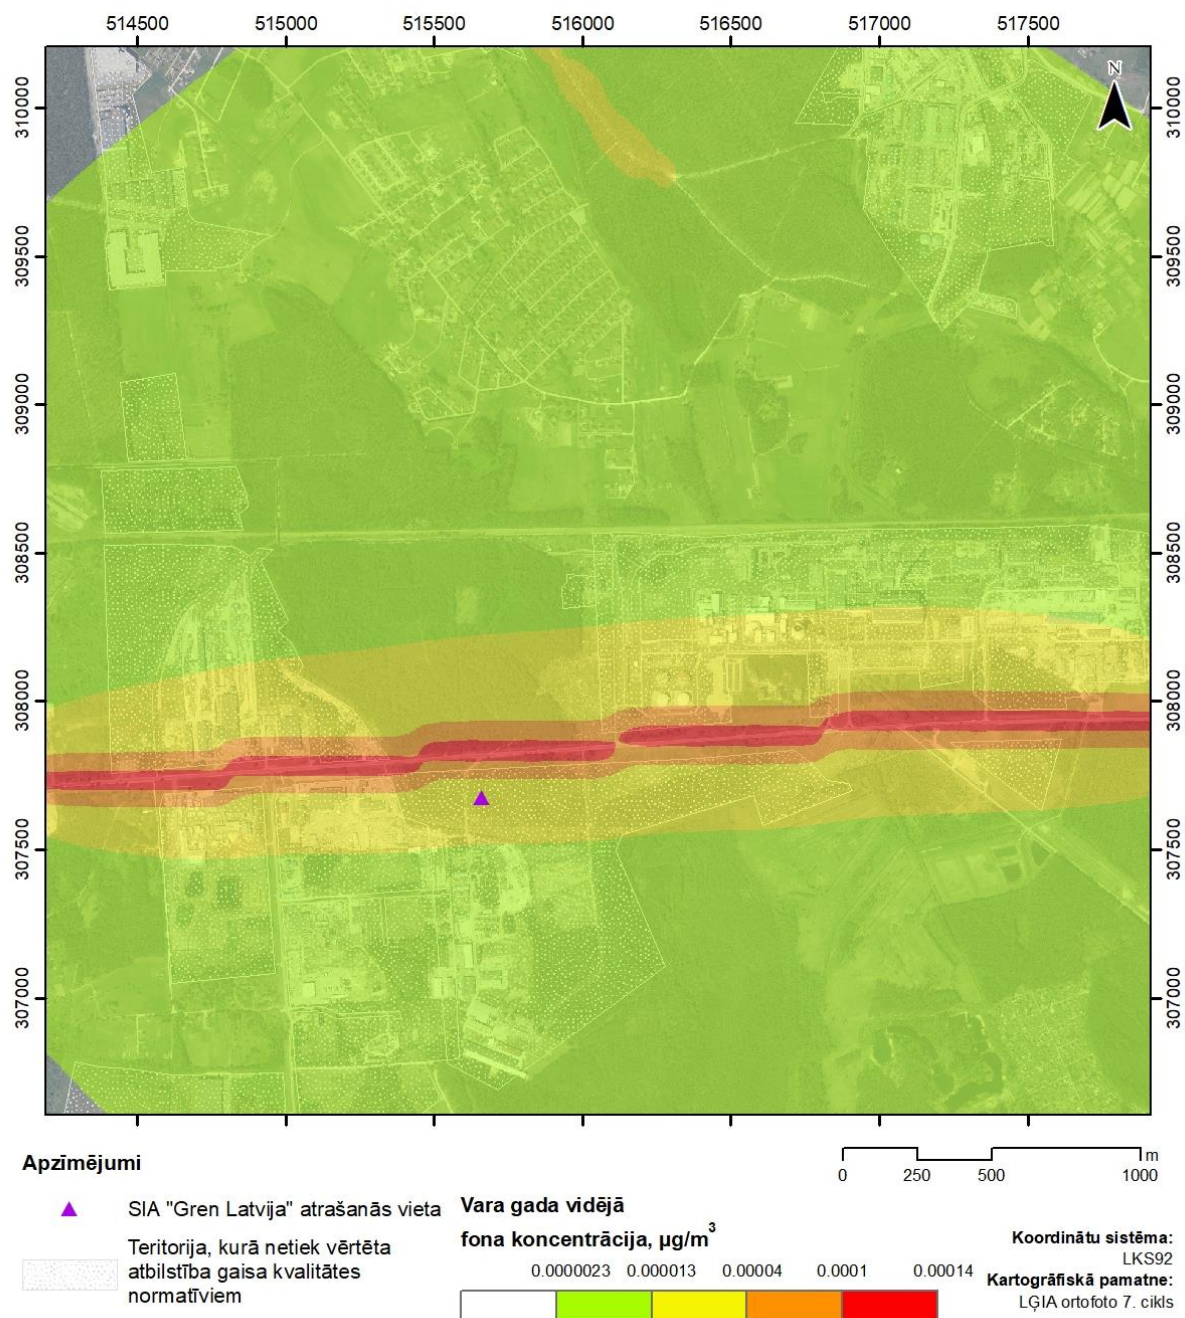 514500 515000 515500 516000 516500 517000 517500
N
310000 310000
309500 309500
309000 309000
308500 308500
308000 308000
307500 307500
307000 307000
Apzīmējumi
m
0 250 500 1000
SIA "Gren Latvija" atrašanās vieta
Teritorija, kurā netiek vērtēta
atbilstība gaisa kvalitātes
normatīviem
Vara gada vidējā
fona koncentrācija, µg/m³
0.0000023 0.000013 0.00004 0.0001 0.00014
Koordinātu sistēma:
LKS92
Kartogrāfiskā pamatne:
LĢIA ortofoto 7. cikls